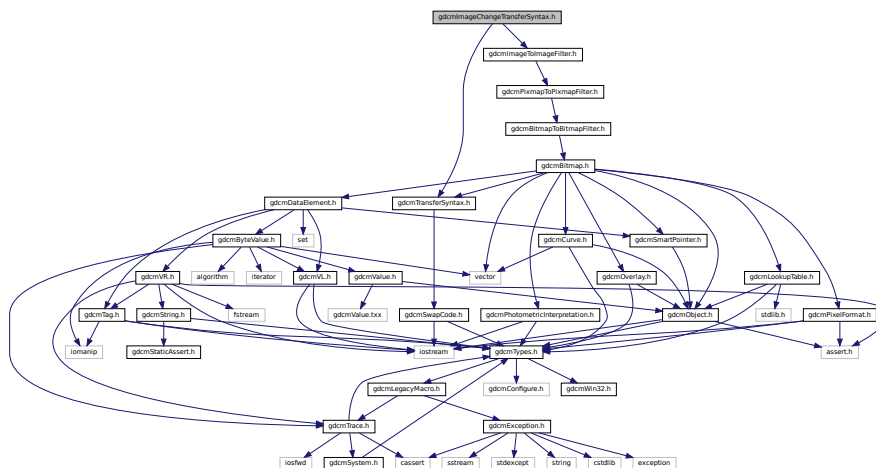 gdcmImageChangeTransferSyntax.h
gdcmImageToImageFilter.h
gdcmPixmapToPixmapFilter.h
gdcmBitmapToBitmapFilter.h
gdcmBitmap.h
gdcmDataElement.h
gdcmTransferSyntax.h
gdcmByteValue.h
set
gdcmCurve.h
gdcmSmartPointer.h
gdcmVR.h
algorithm
iterator
gdcmVL.h
gdcmValue.h
vector
gdcmOverlay.h
gdcmLookupTable.h
gdcmTag.h
gdcmString.h
fstream
gdcmValue.txx
gdcmSwapCode.h
gdcmPhotometricInterpretation.h
gdcmObject.h
stdlib.h
gdcmPixelFormat.h
iomanip
gdcmStaticAssert.h
iostream
gdcmTypes.h
assert.h
gdcmLegacyMacro.h
gdcmConfigure.h
gdcmWin32.h
gdcmTrace.h
gdcmException.h
iosfwd
gdcmSystem.h
cassert
sstream
stdexcept
string
cstdlib
exception